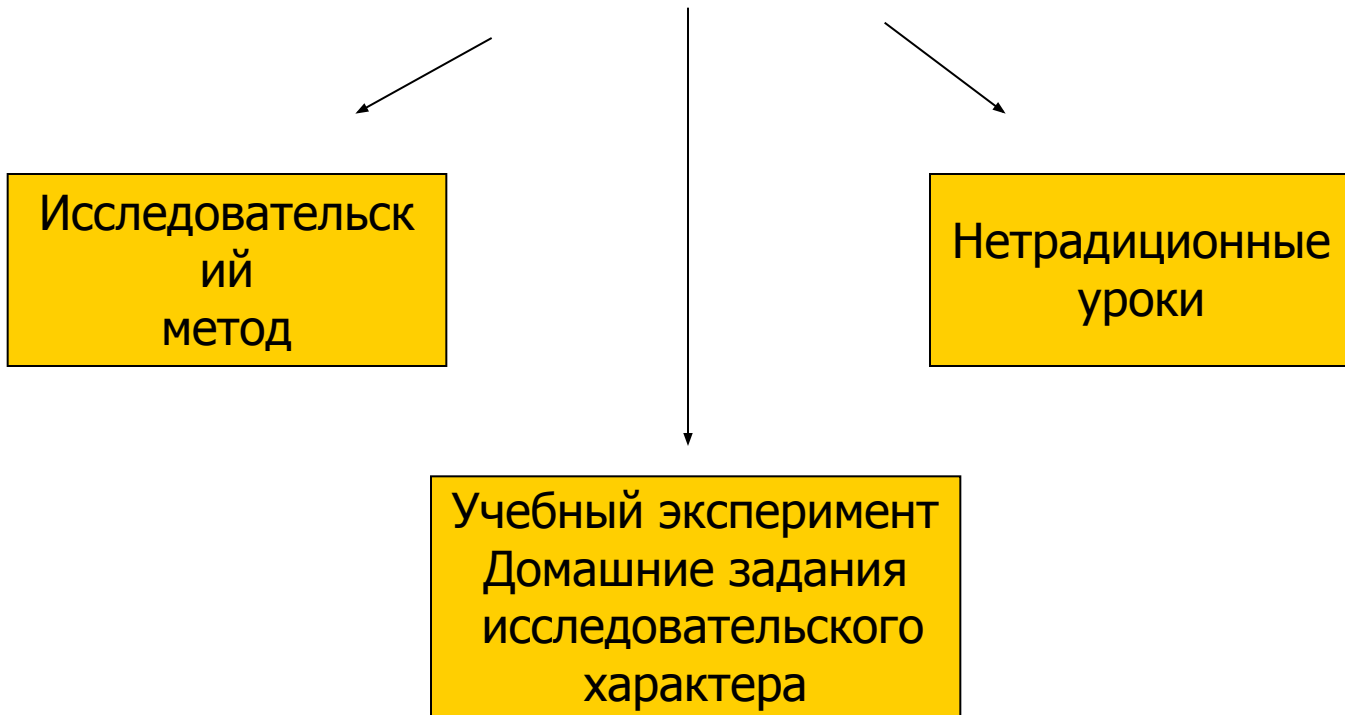 Исследовательск
ий
метод
Нетрадиционные
уроки
Учебный эксперимент
Домашние задания
исследовательского
характера